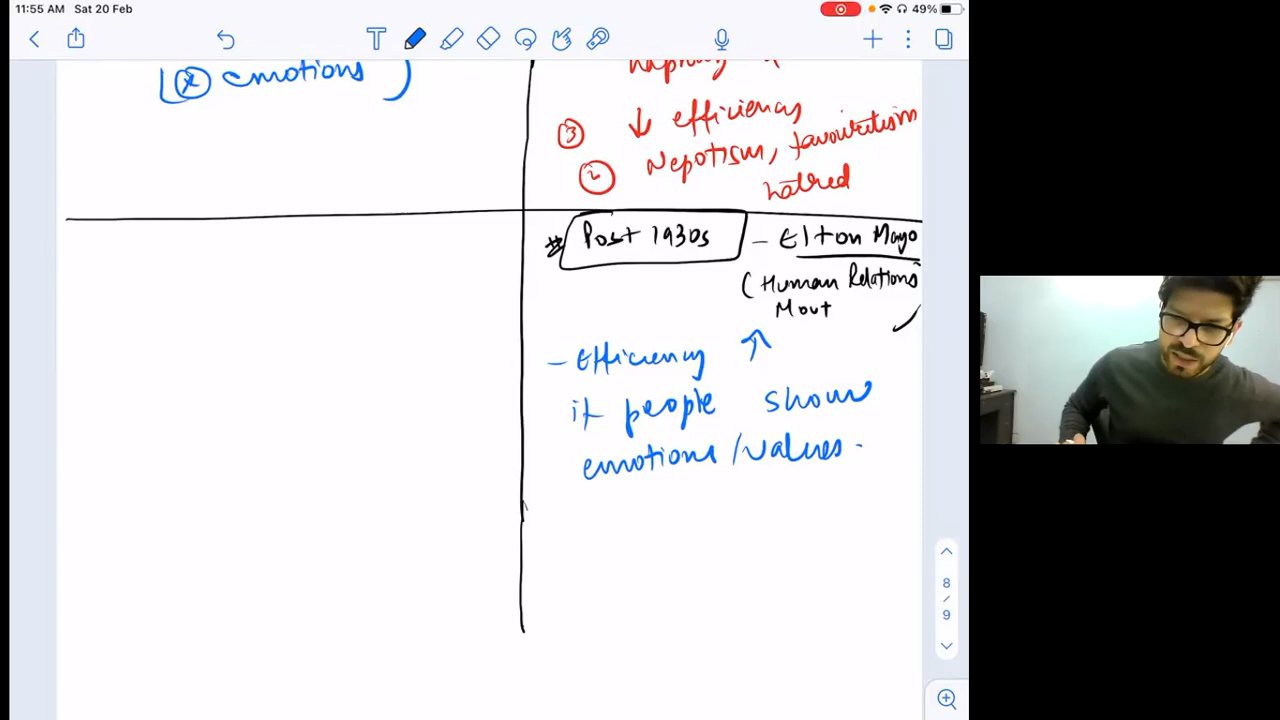 11:55 AM Sat 20 Feb
49%
T
x emotions
↓ efficiency
3
Nepotism, favouritism
2
hatred
# Post 1930s - Elton Mayo
(Human Relations
Movt
- Efficiency ↑
if people show
emotions/values.
8
/
9